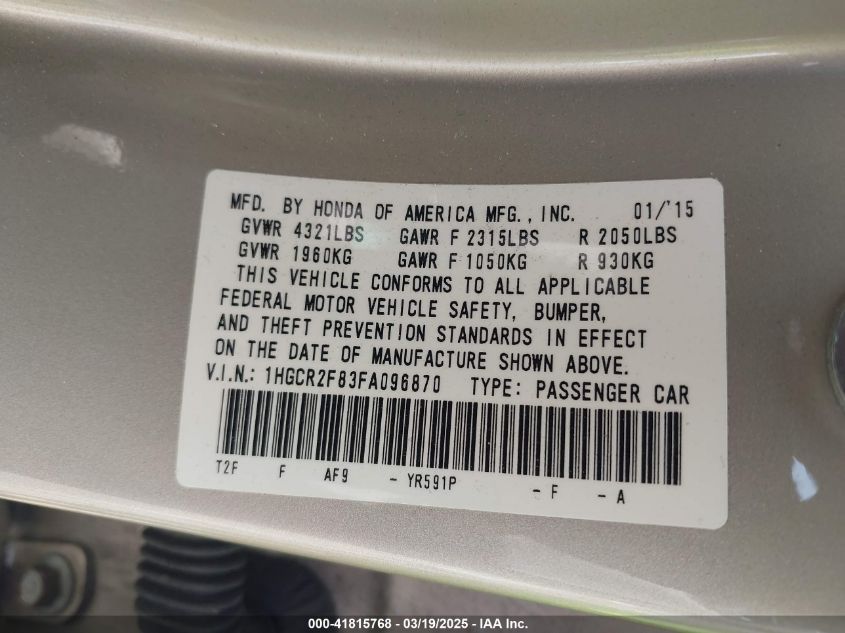 MFD. BY HONDA OF AMERICA MFG., INC. 01/'15
GVWR 4321LBS GAWR F 2315LBS R 2050LBS
GVWR 1960KG GAWR F 1050KG R 930KG
THIS VEHICLE CONFORMS TO ALL APPLICABLE
FEDERAL MOTOR VEHICLE SAFETY, BUMPER,
AND THEFT PREVENTION STANDARDS IN EFFECT
ON THE DATE OF MANUFACTURE SHOWN ABOVE.
V.I.N.: 1HGCR2F83FA096870 TYPE: PASSENGER CAR
T2F F AF9 - YR591P - F - A
000-41815768 - 03/19/2025 - IAA Inc.